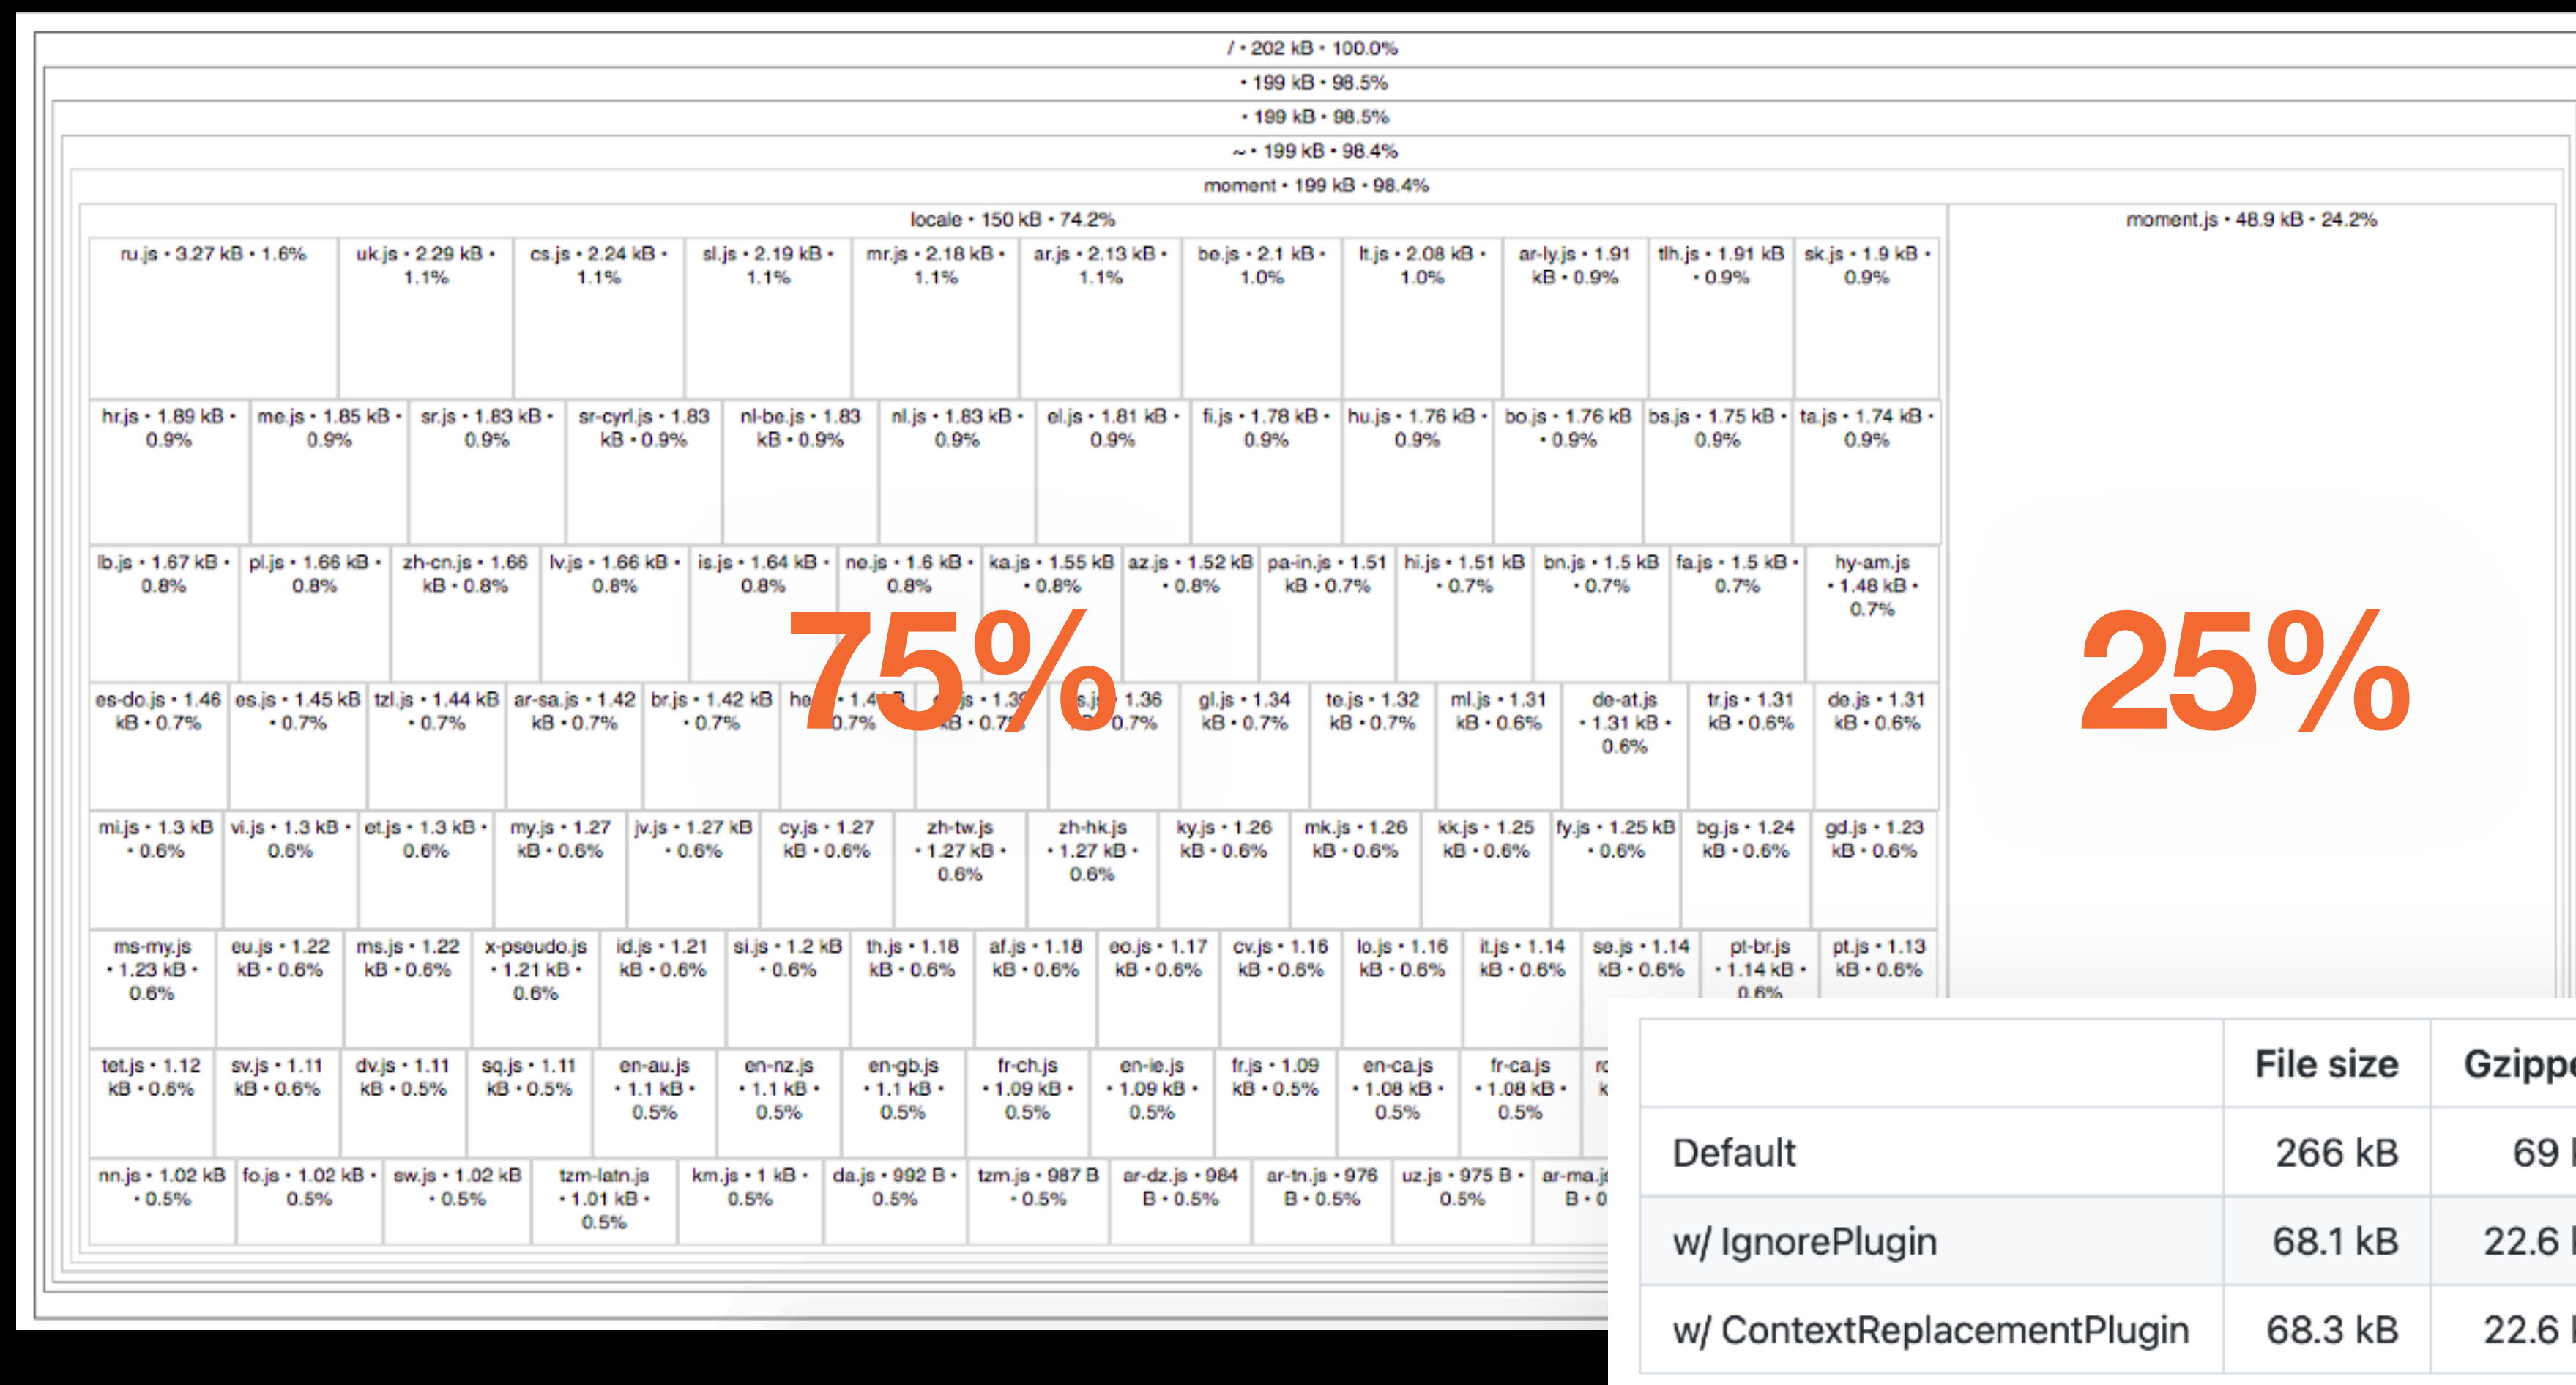 / • 202 kB • 100.0%
• 199 kB • 98.5%
• 199 kB • 98.5%
~ • 199 kB • 98.4%
moment • 199 kB • 98.4%
locale • 150 kB • 74.2%
moment.js • 48.9 kB • 24.2%
ru.js • 3.27 kB • 1.6%
uk.js • 2.29 kB •
1.1%
cs.js • 2.24 kB •
1.1%
sl.js • 2.19 kB •
1.1%
mr.js • 2.18 kB •
1.1%
ar.js • 2.13 kB •
1.1%
be.js • 2.1 kB •
1.0%
lt.js • 2.08 kB •
1.0%
ar-ly.js • 1.91
kB • 0.9%
tlh.js • 1.91 kB
• 0.9%
sk.js • 1.9 kB •
0.9%
hr.js • 1.89 kB •
0.9%
me.js • 1.85 kB •
0.9%
sr.js • 1.83 kB •
0.9%
sr-cyrl.js • 1.83
kB • 0.9%
nl-be.js • 1.83
kB • 0.9%
nl.js • 1.83 kB •
0.9%
el.js • 1.81 kB •
0.9%
fi.js • 1.78 kB •
0.9%
hu.js • 1.76 kB •
0.9%
bo.js • 1.76 kB
• 0.9%
bs.js • 1.75 kB •
0.9%
ta.js • 1.74 kB •
0.9%
lb.js • 1.67 kB •
0.8%
pl.js • 1.66 kB •
0.8%
zh-cn.js • 1.66
kB • 0.8%
lv.js • 1.66 kB •
0.8%
is.js • 1.64 kB •
0.8%
ne.js • 1.6 kB •
0.8%
ka.js • 1.55 kB
• 0.8%
az.js • 1.52 kB
• 0.8%
pa-in.js • 1.51
kB • 0.7%
hi.js • 1.51 kB
• 0.7%
bn.js • 1.5 kB
• 0.7%
fa.js • 1.5 kB •
0.7%
hy-am.js
• 1.48 kB •
0.7%
75%
25%
es-do.js • 1.46
kB • 0.7%
es.js • 1.45 kB
• 0.7%
tzl.js • 1.44 kB
• 0.7%
ar-sa.js • 1.42
kB • 0.7%
br.js • 1.42 kB
• 0.7%
0.7%
1.36
0.7%
gl.js • 1.34
kB • 0.7%
te.js • 1.32
kB • 0.7%
ml.js • 1.31
kB • 0.6%
de-at.js
• 1.31 kB •
0.6%
tr.js • 1.31
kB • 0.6%
de.js • 1.31
kB • 0.6%
mi.js • 1.3 kB
• 0.6%
vi.js • 1.3 kB •
0.6%
et.js • 1.3 kB •
0.6%
my.js • 1.27
kB • 0.6%
jv.js • 1.27 kB
• 0.6%
cy.js • 1.27
kB • 0.6%
zh-tw.js
• 1.27 kB •
0.6%
zh-hk.js
• 1.27 kB •
0.6%
ky.js • 1.26
kB • 0.6%
mk.js • 1.26
kB • 0.6%
kk.js • 1.25
kB • 0.6%
fy.js • 1.25 kB
• 0.6%
bg.js • 1.24
kB • 0.6%
gd.js • 1.23
kB • 0.6%
ms-my.js
• 1.23 kB •
0.6%
eu.js • 1.22
kB • 0.6%
ms.js • 1.22
kB • 0.6%
x-pseudo.js
• 1.21 kB •
0.6%
id.js • 1.21
kB • 0.6%
si.js • 1.2 kB
• 0.6%
th.js • 1.18
kB • 0.6%
af.js • 1.18
kB • 0.6%
eo.js • 1.17
kB • 0.6%
cv.js • 1.16
kB • 0.6%
lo.js • 1.16
kB • 0.6%
it.js • 1.14
kB • 0.6%
se.js • 1.14
kB • 0.6%
pt-br.js
• 1.14 kB •
0.6%
pt.js • 1.13
kB • 0.6%
tet.js • 1.12
kB • 0.6%
sv.js • 1.11
kB • 0.6%
dv.js • 1.11
kB • 0.5%
sq.js • 1.11
kB • 0.5%
en-au.js
• 1.1 kB •
0.5%
en-nz.js
• 1.1 kB •
0.5%
en-gb.js
• 1.1 kB •
0.5%
fr-ch.js
• 1.09 kB •
0.5%
en-ie.js
• 1.09 kB •
0.5%
fr.js • 1.09
kB • 0.5%
en-ca.js
• 1.08 kB •
0.5%
fr-ca.js
• 1.08 kB •
0.5%
nn.js • 1.02 kB
• 0.5%
fo.js • 1.02 kB •
0.5%
sw.js • 1.02 kB
• 0.5%
tzm-latn.js
• 1.01 kB •
0.5%
km.js • 1 kB •
0.5%
da.js • 992 B •
0.5%
tzm.js • 987 B
• 0.5%
ar-dz.js • 984
B • 0.5%
ar-tn.js • 976
B • 0.5%
uz.js • 975 B •
0.5%
B •
File size
Default 266 kB 69
w/ IgnorePlugin 68.1 kB 22.6
w/ ContextReplacementPlugin 68.3 kB 22.6